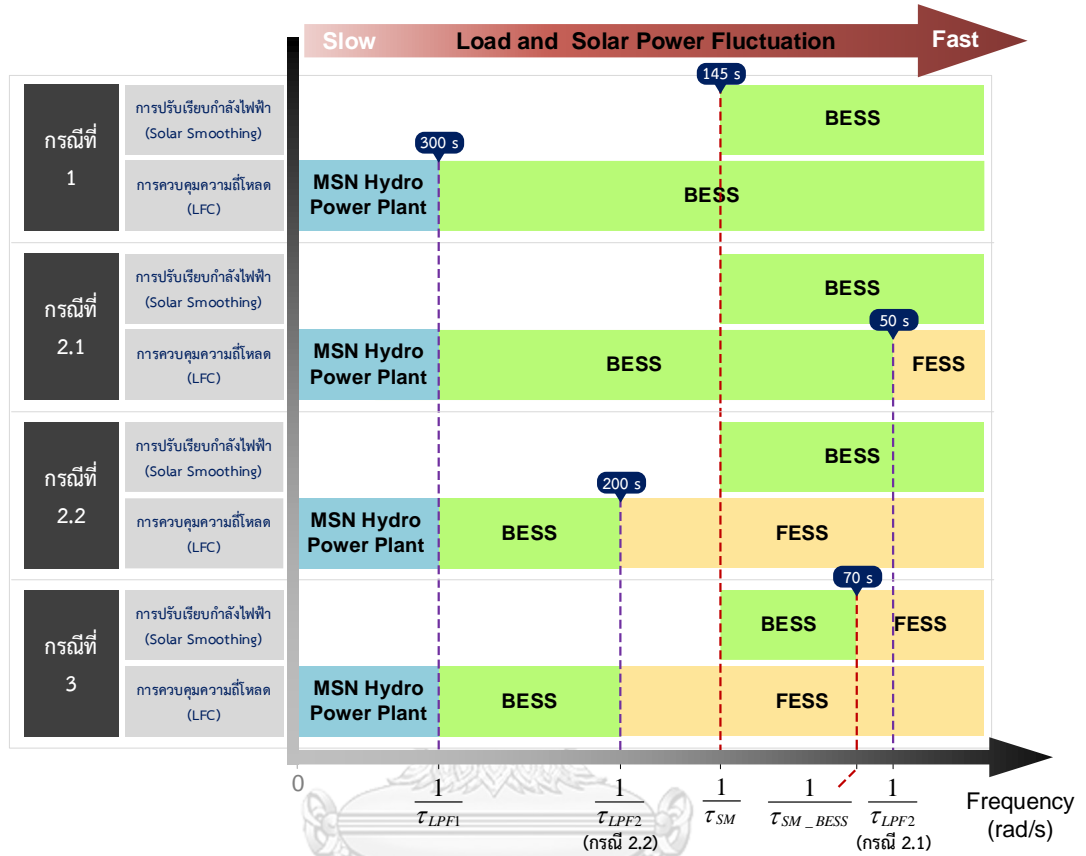 Slow Load and Solar Power Fluctuation Fast
145 s
กรณีที่
1
การปรับเรียบกำลังไฟฟ้า
(Solar Smoothing)
BESS
300 s
การควบคุมความถี่โหลด
(LFC)
MSN Hydro
Power Plant
BESS
กรณีที่
2.1
การปรับเรียบกำลังไฟฟ้า
(Solar Smoothing)
BESS
50 s
การควบคุมความถี่โหลด
(LFC)
MSN Hydro
Power Plant
BESS
FESS
กรณีที่
2.2
การปรับเรียบกำลังไฟฟ้า
(Solar Smoothing)
BESS
200 s
การควบคุมความถี่โหลด
(LFC)
MSN Hydro
Power Plant
BESS
FESS
70 s
กรณีที่
3
การปรับเรียบกำลังไฟฟ้า
(Solar Smoothing)
BESS
FESS
การควบคุมความถี่โหลด
(LFC)
MSN Hydro
Power Plant
BESS
FESS
0
1/τ_LPF1
1/τ_LPF2
(กรณี 2.2)
1/τ_SM
1/τ_SM_BESS
1/τ_LPF2
(กรณี 2.1)
Frequency
(rad/s)